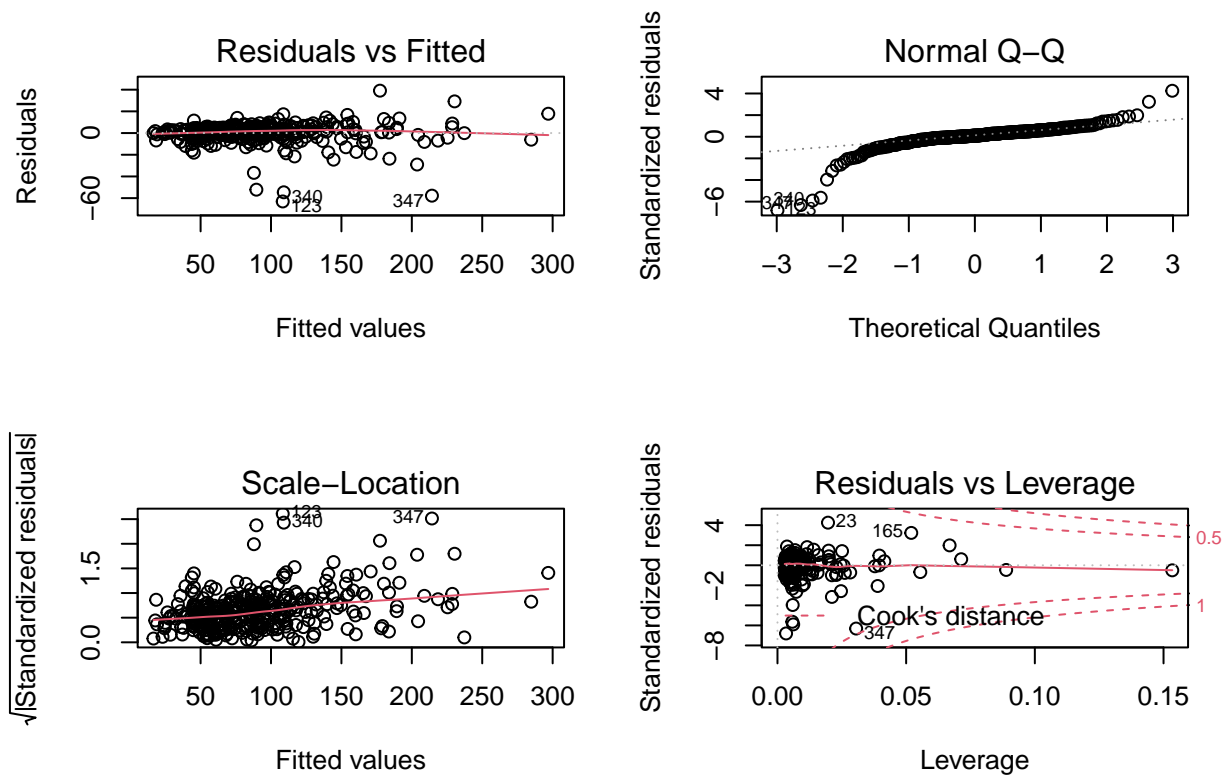 Residuals vs Fitted
Residuals
0
−60
340
123
347
50 100 150 200 250 300
Fitted values
Normal Q−Q
Standardized residuals
4
0
−6
347
340
123
−3 −2 −1 0 1 2 3
Theoretical Quantiles
Scale−Location
√|Standardized residuals|
1.5
0.0
123
340
347
50 100 150 200 250 300
Fitted values
Residuals vs Leverage
Standardized residuals
4
−2
−8
23
165
347
Cook's distance
0.5
1
0.00 0.05 0.10 0.15
Leverage